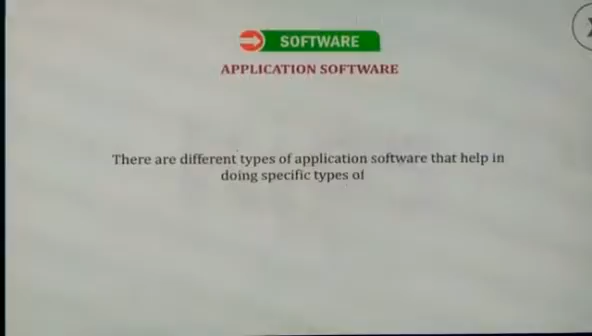 SOFTWARE
APPLICATION SOFTWARE
There are different types of application software that help in
doing specific types of